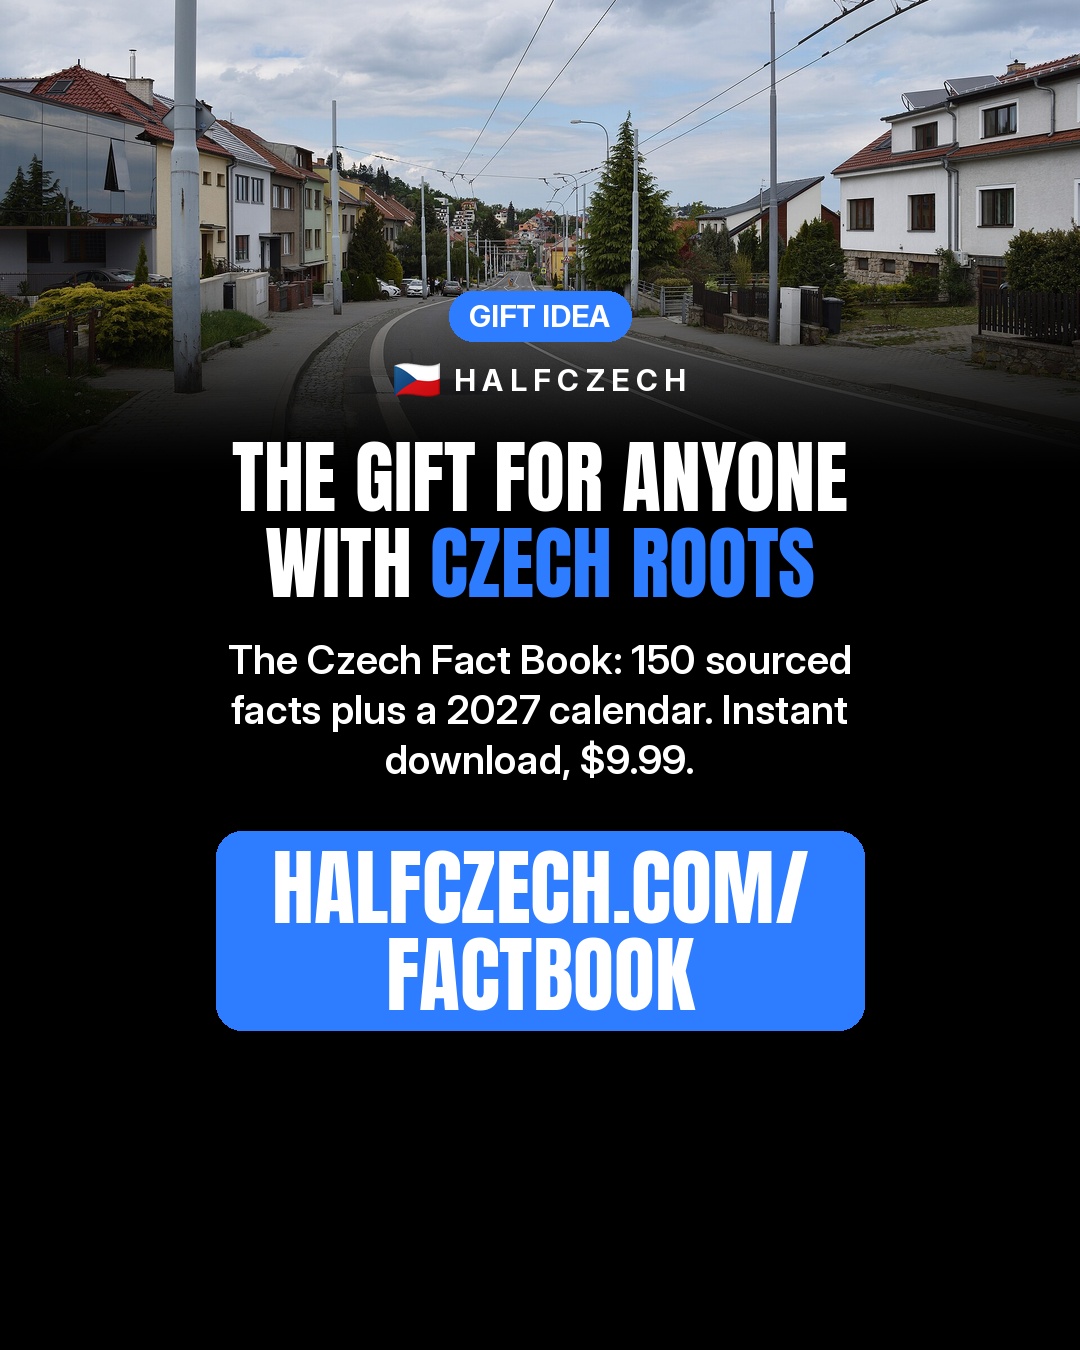 GIFT IDEA
HALFCZECH
THE GIFT FOR ANYONE
WITH CZECH ROOTS
The Czech Fact Book: 150 sourced
facts plus a 2027 calendar. Instant
download, $9.99.
HALFCZECH.COM/
FACTBOOK